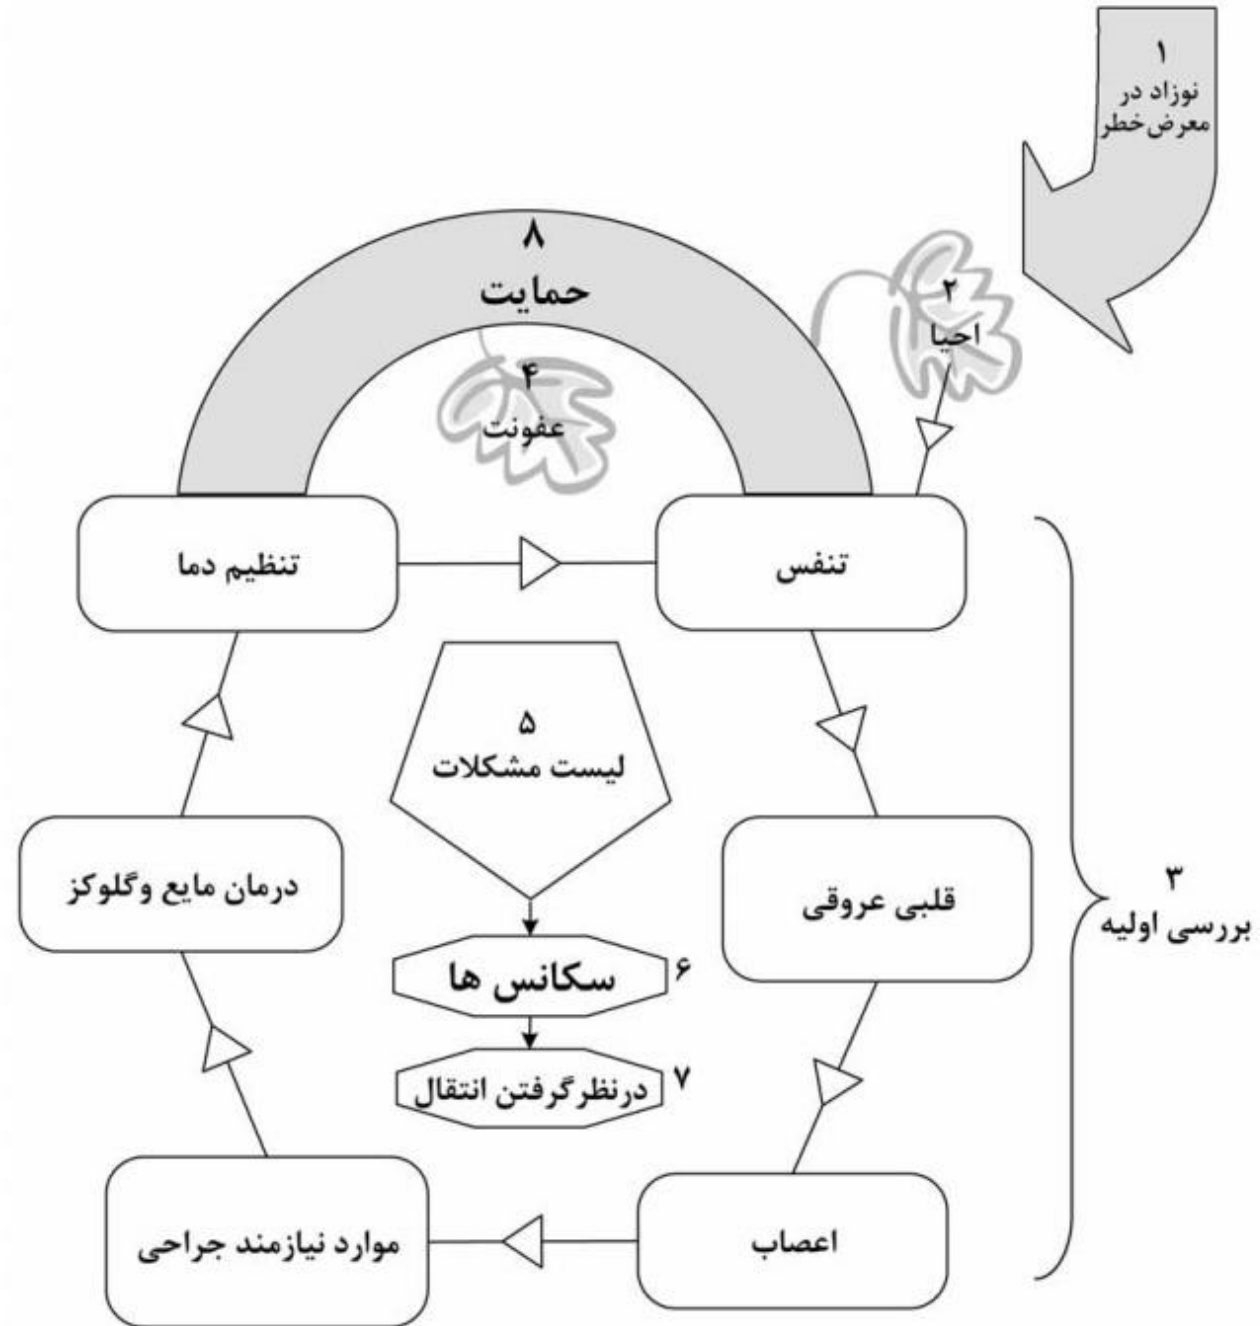 ۱
نوزاد در
معرض خطر
۲
احیا
۸
حمایت
۴
عفونت
تنفس
تنظیم دما
۵
لیست مشکلات
قلبی عروقی
درمان مایع وگلوکز
۳
بررسی اولیه
سکانس ها
۶
درنظرگرفتن انتقال
۷
اعصاب
موارد نیازمند جراحی